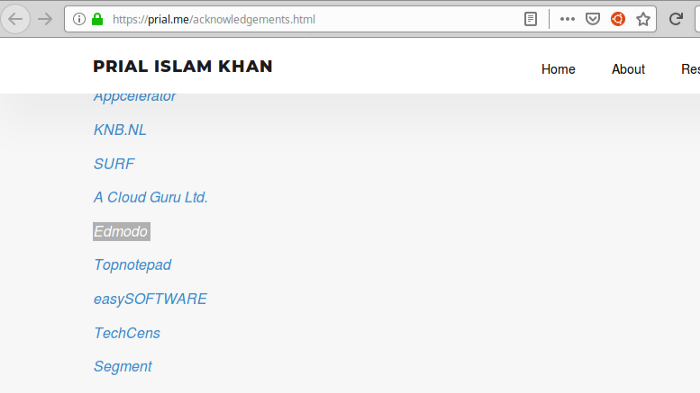 https://prial.me/acknowledgements.html
PRIAL ISLAM KHAN
Home About Res
Appcelerator
KNB.NL
SURF
A Cloud Guru Ltd.
Edmodo
Topnotepad
easySOFTWARE
TechCens
Segment